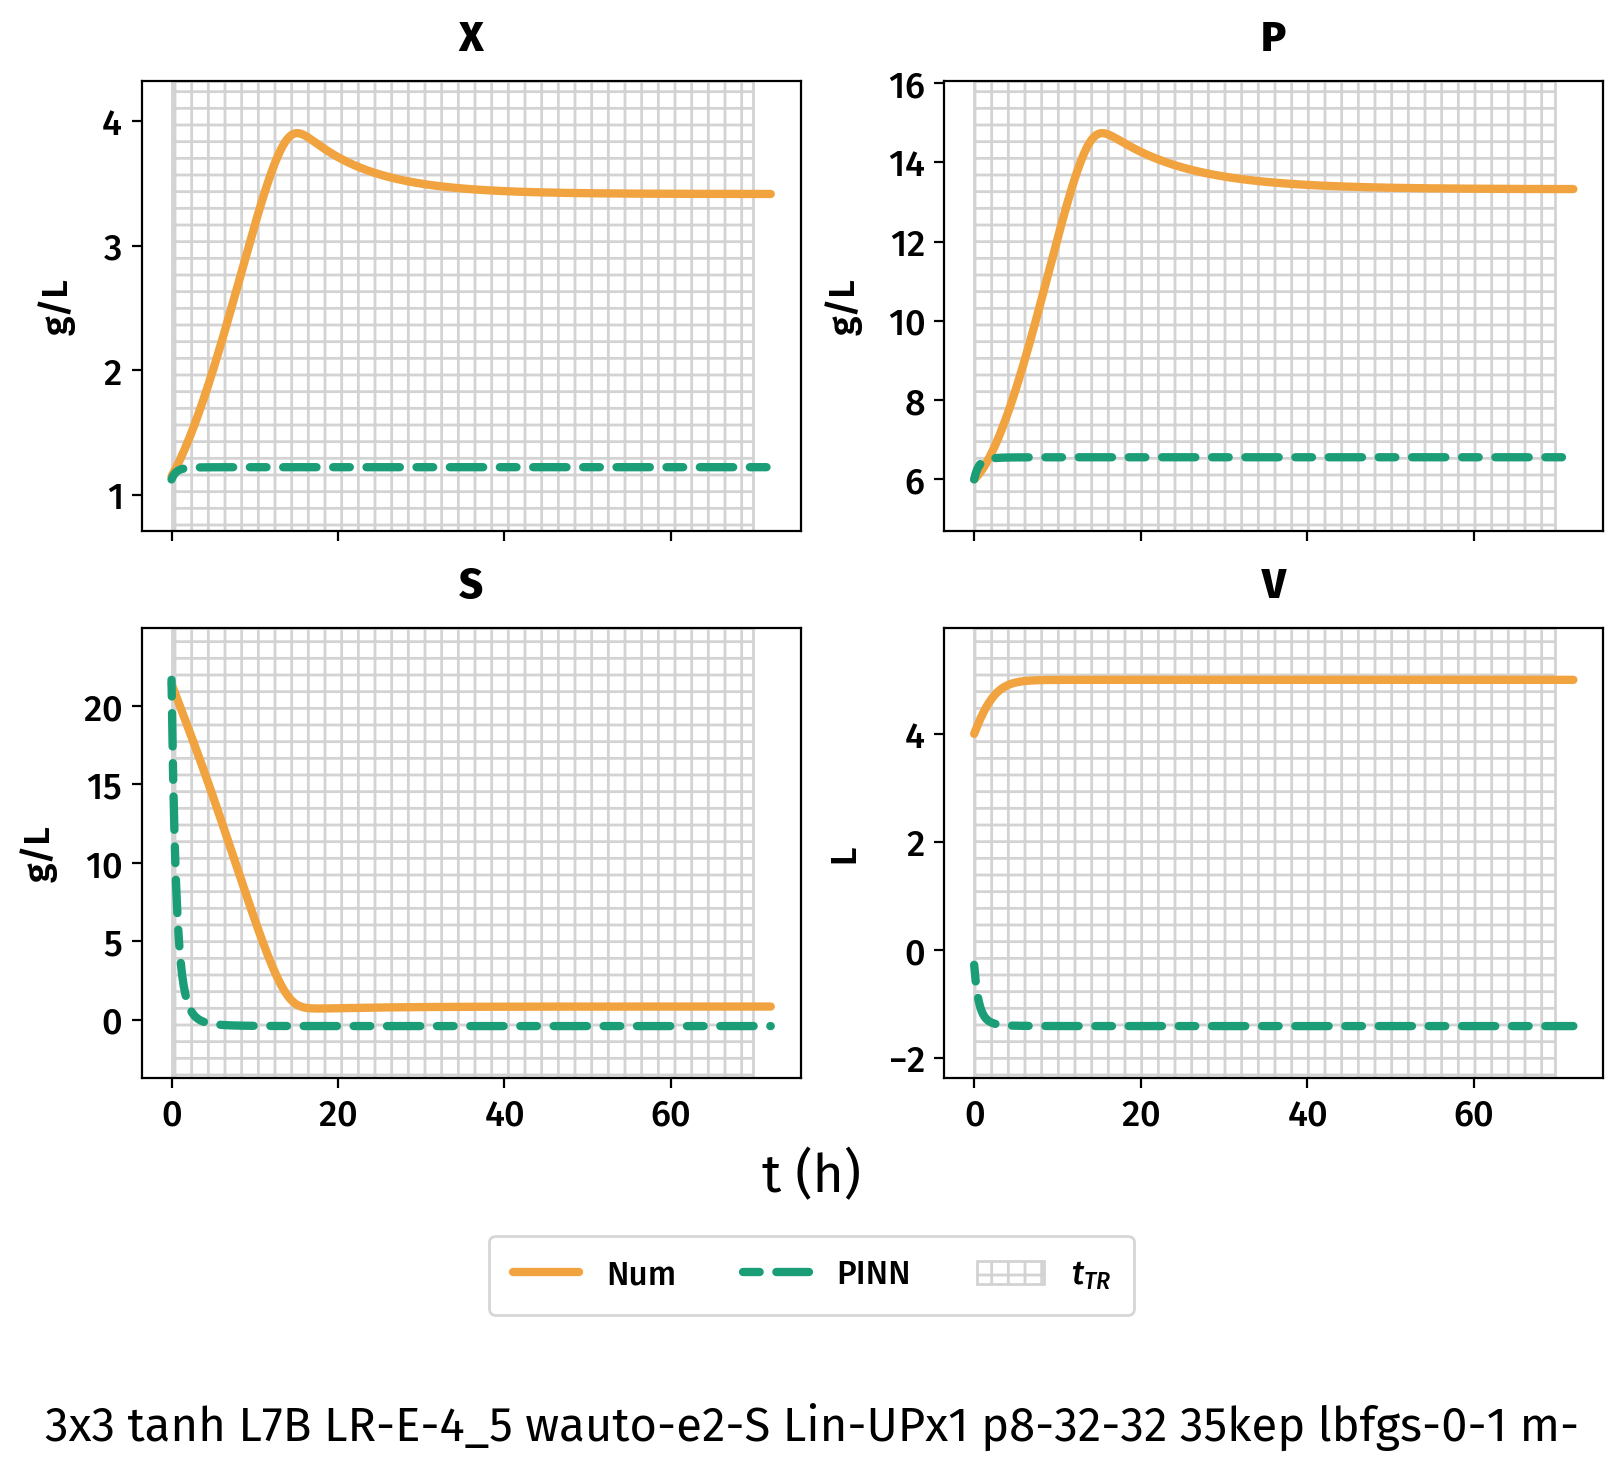 X
P
4
3
2
1
g/L
16
14
12
10
8
6
g/L
S
V
20
15
10
5
0
g/L
4
2
0
−2
L
0 20 40 60
0 20 40 60
t (h)
Num PINN tTR
3x3 tanh L7B LR-E-4_5 wauto-e2-S Lin-UPx1 p8-32-32 35kep lbfgs-0-1 m-